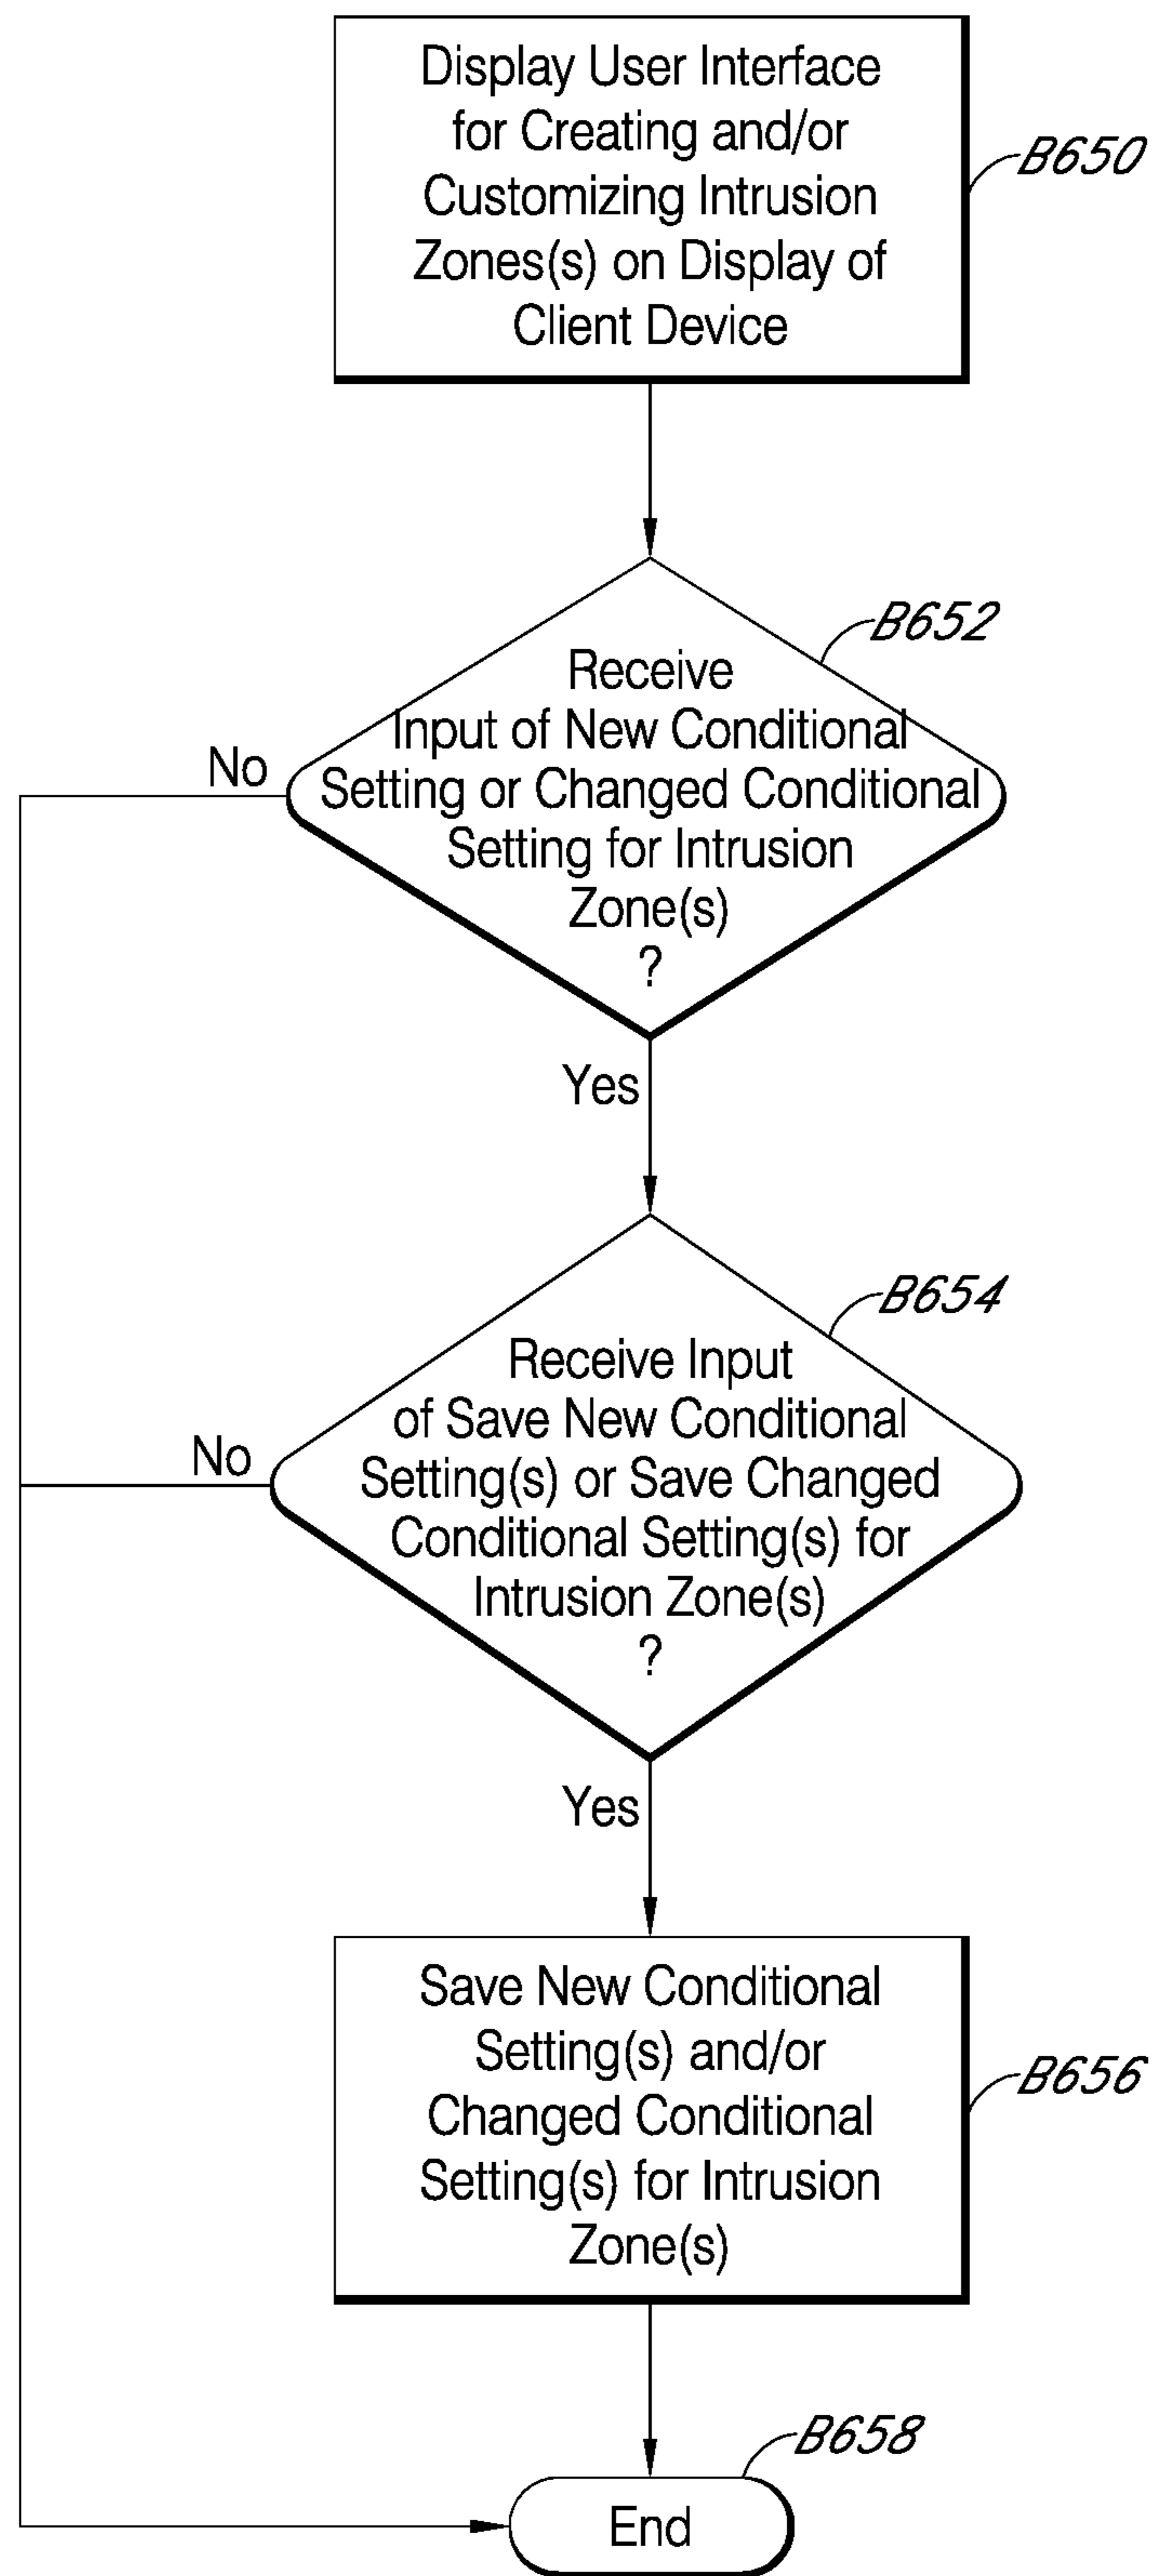 Display User Interface
for Creating and/or
Customizing Intrusion
Zones(s) on Display of
Client Device
B650
B652
Receive
Input of New Conditional
Setting or Changed Conditional
Setting for Intrusion
Zone(s)
?
No
Yes
B654
Receive Input
of Save New Conditional
Setting(s) or Save Changed
Conditional Setting(s) for
Intrusion Zone(s)
?
No
Yes
Save New Conditional
Setting(s) and/or
Changed Conditional
Setting(s) for Intrusion
Zone(s)
B656
B658
End